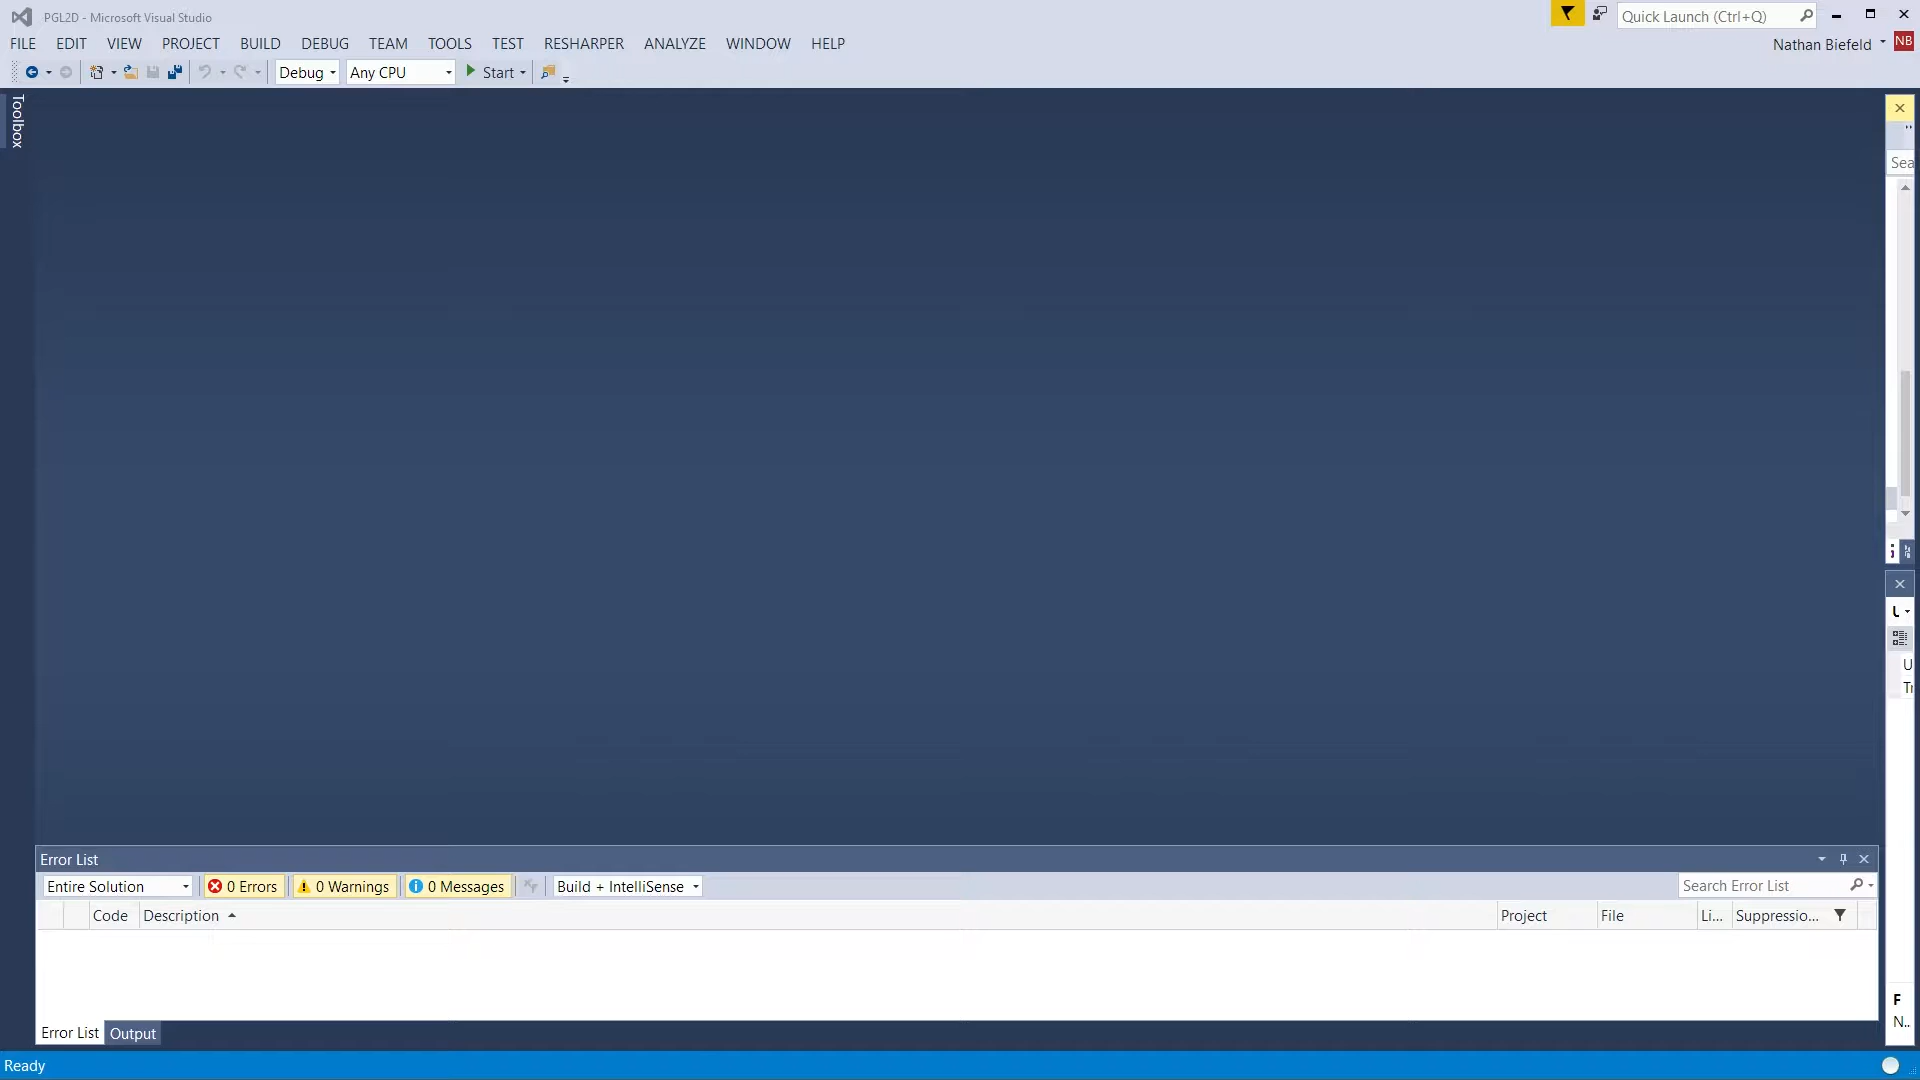 PGL2D - Microsoft Visual Studio
Quick Launch (Ctrl+Q)
FILE EDIT VIEW PROJECT BUILD DEBUG TEAM TOOLS TEST RESHARPER ANALYZE WINDOW HELP
Nathan Biefeld NB
Debug Any CPU Start
Toolbox
Sea
U
Tr
Error List
Entire Solution 0 Errors 0 Warnings 0 Messages Build + IntelliSense Search Error List
Code Description Project File Li... Suppressio...
F
N..
Error List Output
Ready